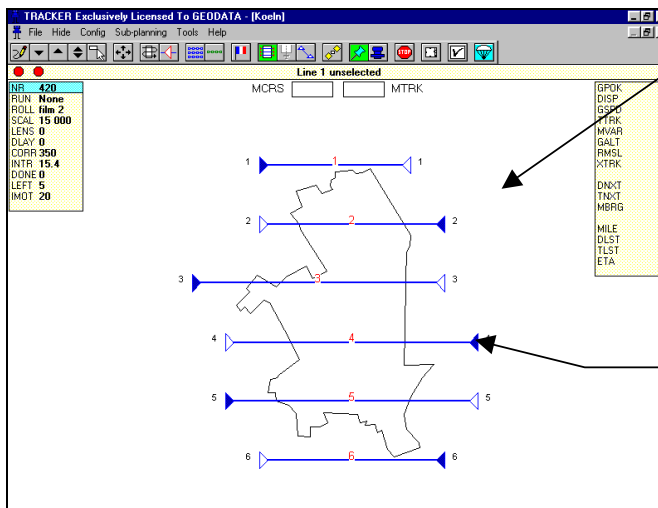 TRACKER Exclusively Licensed To GEODATA - [Koeln]
File Hide Config Sub-planning Tools Help
STOP
Line 1 unselected
NR 420
RUN None
ROLL film 2
SCAL 15 000
LENS 0
DLAY 0
CORR 350
INTR 15.4
DONE 0
LEFT 5
IMOT 20
MCRS MTRK
GPOK
DISP
GSPD
TTRK
MVAR
GALT
RMSL
XTRK
DNXT
TNXT
MBRG
MILE
DLST
TLST
ETA
1 1 1
2 2 2
3 3 3
4 4
5 5 5
6 6 6